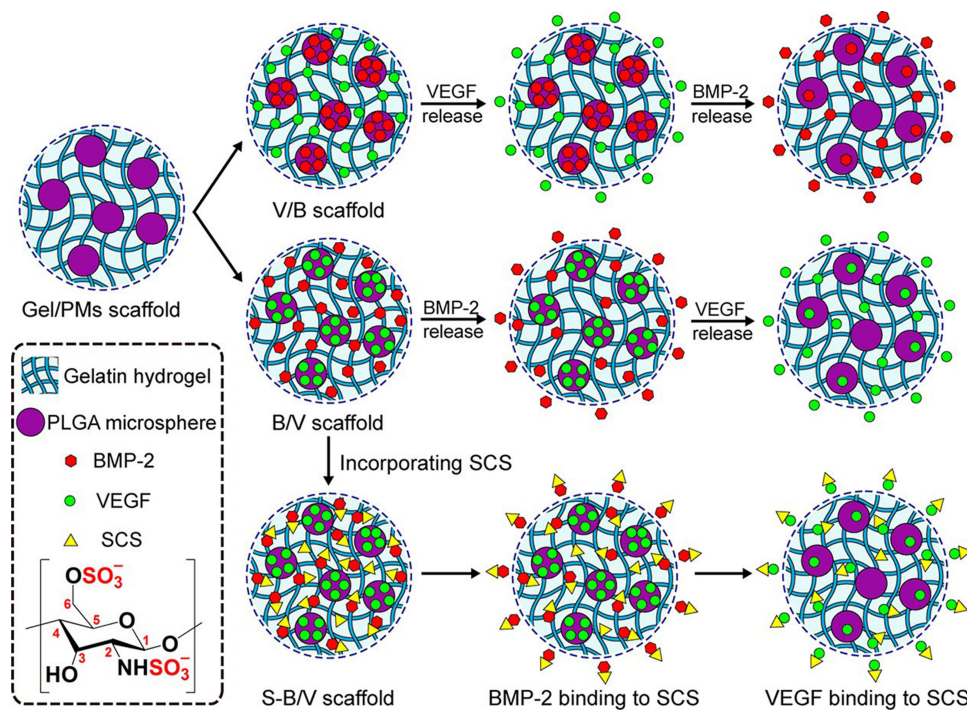 VEGF
release
BMP-2
release
V/B scaffold
Gel/PMs scaffold
BMP-2
release
VEGF
release
B/V scaffold
Incorporating SCS
Gelatin hydrogel
PLGA microsphere
BMP-2
VEGF
SCS
OSO3−
6
5
O
4
1
O
3
2
HO
NHSO3−
S-B/V scaffold
BMP-2 binding to SCS
VEGF binding to SCS